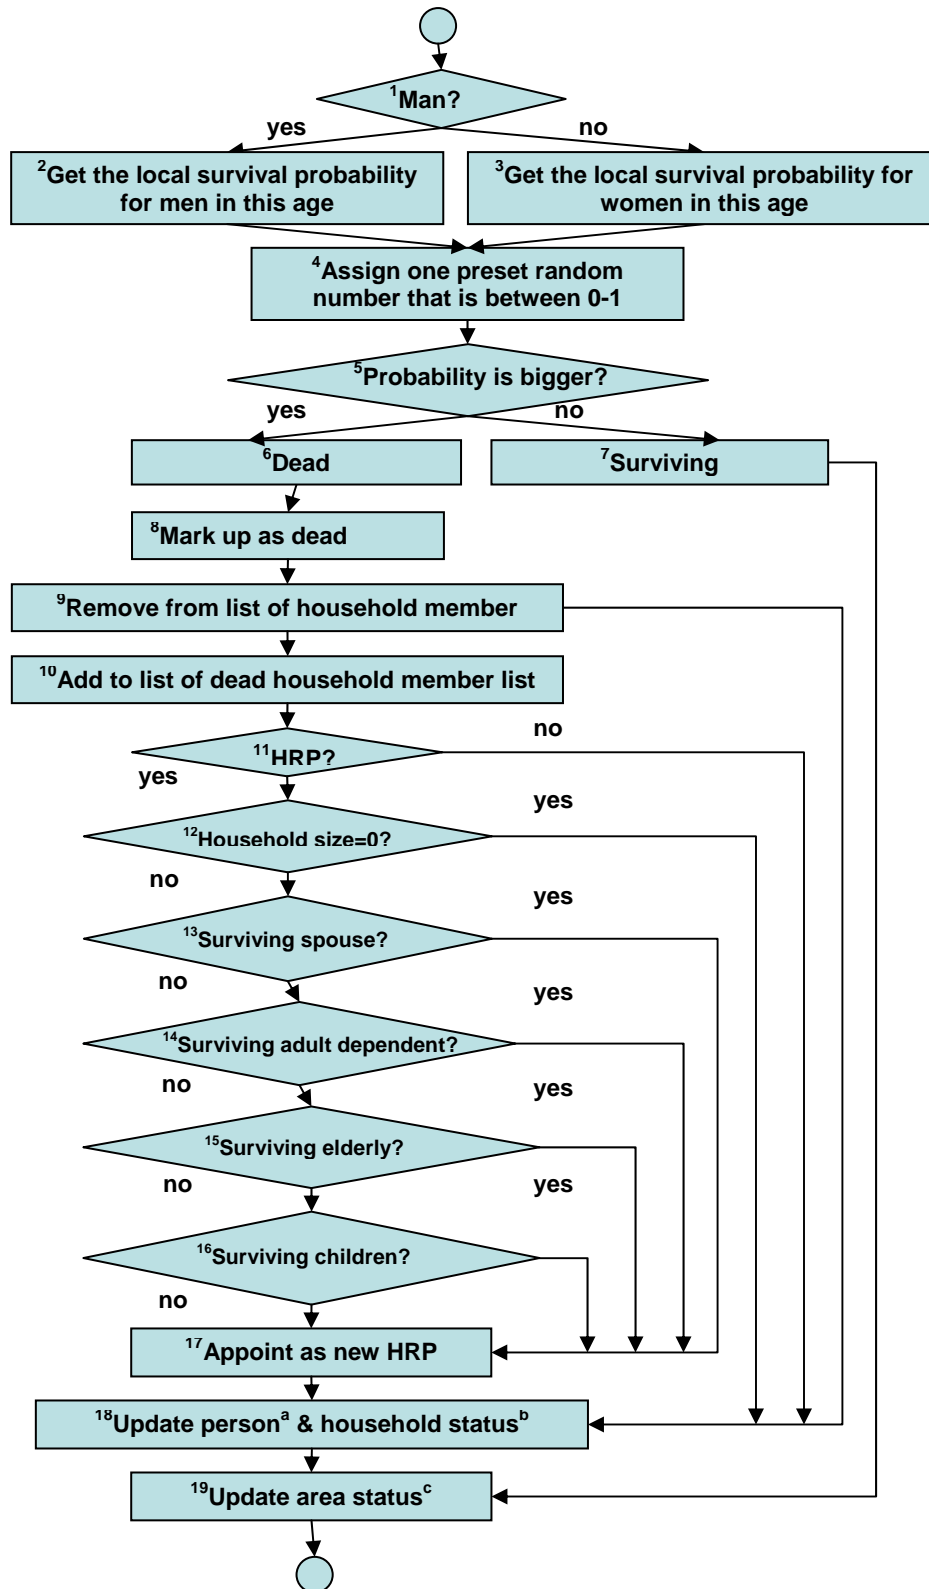 1Man?
yes
no
2Get the local survival probability
for men in this age
3Get the local survival probability for
women in this age
4Assign one preset random
number that is between 0-1
5Probability is bigger?
yes
no
6Dead
7Surviving
8Mark up as dead
9Remove from list of household member
10Add to list of dead household member list
no
11HRP?
yes
yes
12Household size=0?
no
yes
13Surviving spouse?
no
yes
14Surviving adult dependent?
no
yes
15Surviving elderly?
no
yes
16Surviving children?
no
17Appoint as new HRP
18Update person a & household status b
19Update area status c